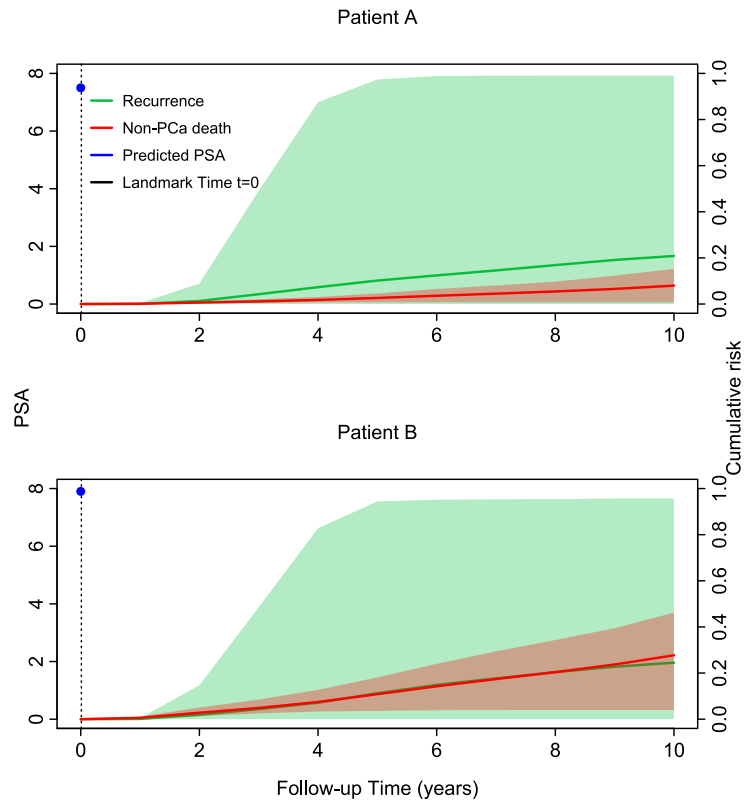 Patient A
8
6
4
2
0
Recurrence
Non-PCa death
Predicted PSA
Landmark Time t=0
1.0
0.8
0.6
0.4
0.2
0.0
0 2 4 6 8 10
PSA
Cumulative risk
Patient B
8
6
4
2
0
1.0
0.8
0.6
0.4
0.2
0.0
0 2 4 6 8 10
Follow-up Time (years)